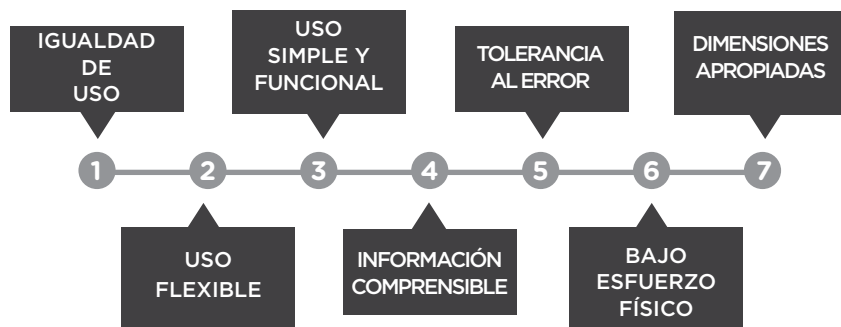 IGUALDAD
DE
USO
1
USO
FLEXIBLE
2
USO
SIMPLE Y
FUNCIONAL
3
INFORMACIÓN
COMPRENSIBLE
4
TOLERANCIA
AL ERROR
5
BAJO
ESFUERZO
FÍSICO
6
DIMENSIONES
APROPIADAS
7